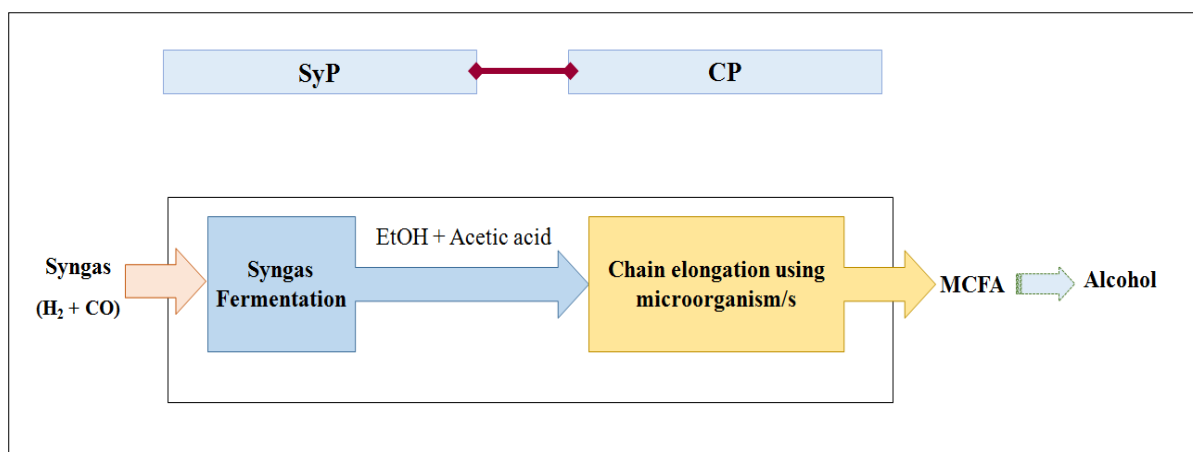 SyP
CP
EtOH + Acetic acid
Syngas
(H₂ + CO)
Syngas
Fermentation
Chain elongation using
microorganism/s
MCFA
Alcohol